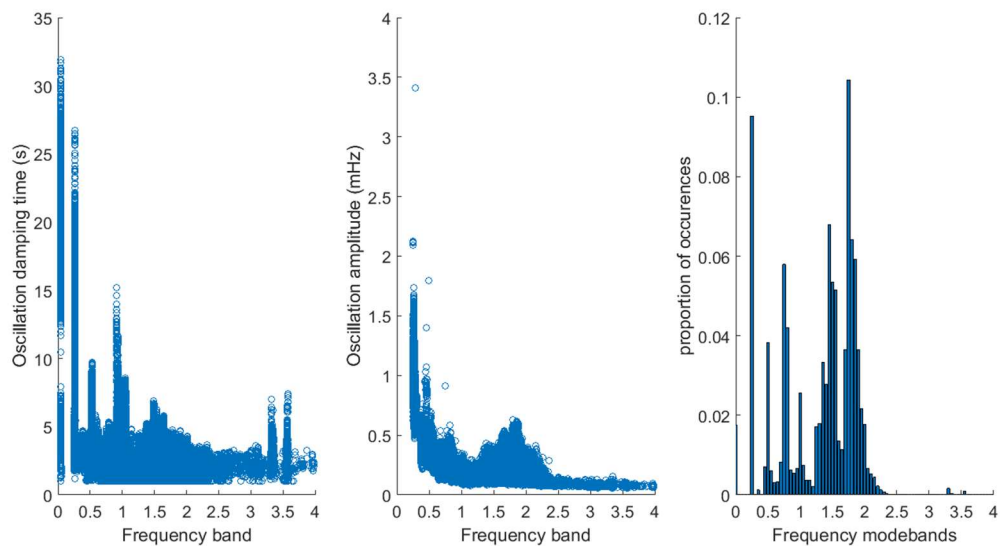 35
30
25
20
15
10
5
0
0 0.5 1 1.5 2 2.5 3 3.5 4
Oscillation damping time (s)
Frequency band
4
3.5
3
2.5
2
1.5
1
0.5
0
0 0.5 1 1.5 2 2.5 3 3.5 4
Oscillation amplitude (mHz)
Frequency band
0.12
0.1
0.08
0.06
0.04
0.02
0
0 0.5 1 1.5 2 2.5 3 3.5 4
proportion of occurences
Frequency modebands